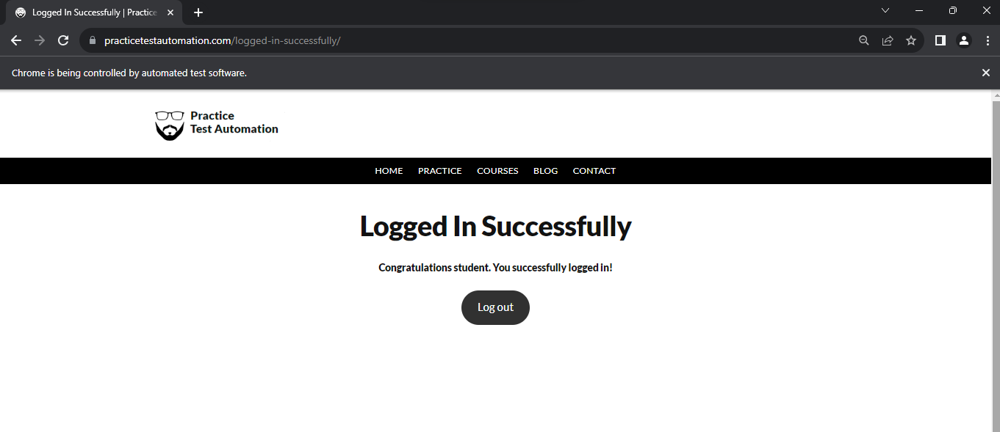 Logged In Successfully | Practice
practicetestautomation.com/logged-in-successfully/
Chrome is being controlled by automated test software.
Practice
Test Automation
HOME PRACTICE COURSES BLOG CONTACT
Logged In Successfully
Congratulations student. You successfully logged in!
Log out